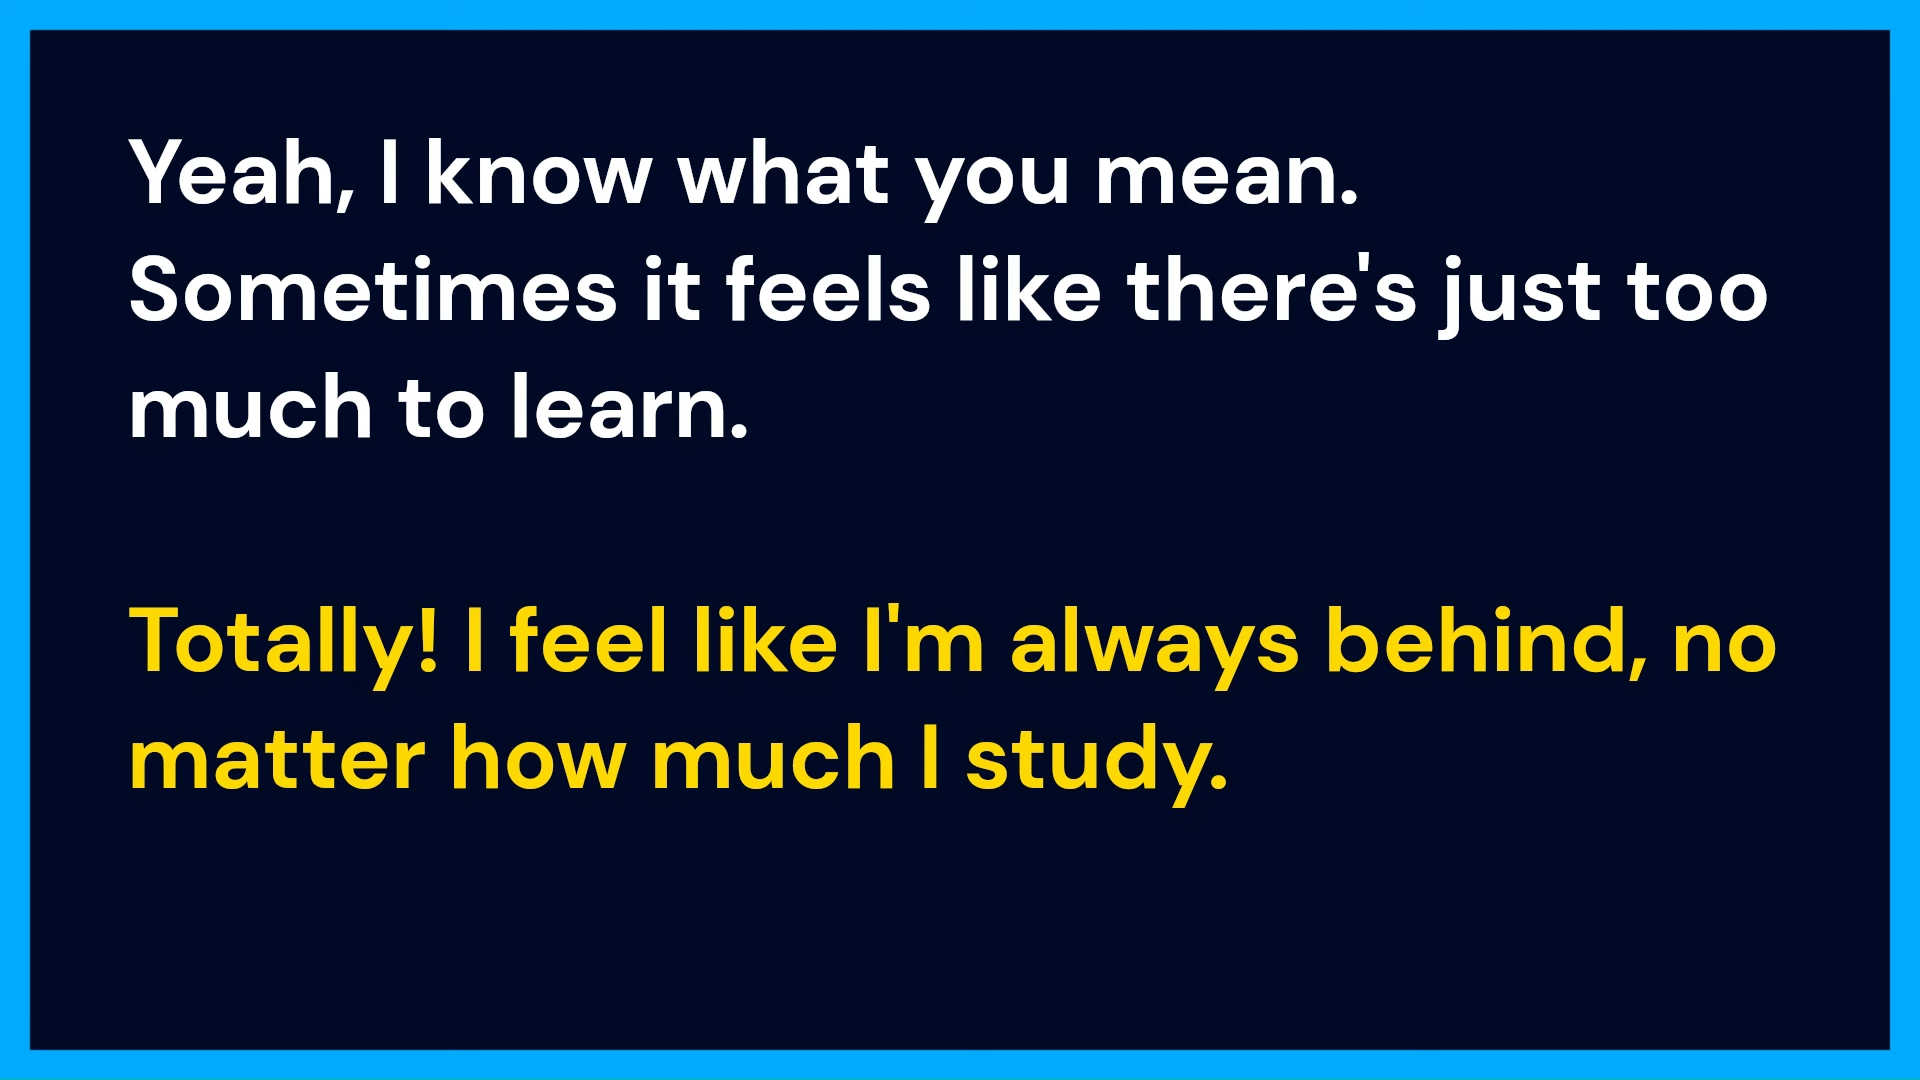 Yeah, I know what you mean.
Sometimes it feels like there's just too
much to learn.
Totally! I feel like I'm always behind, no
matter how much I study.